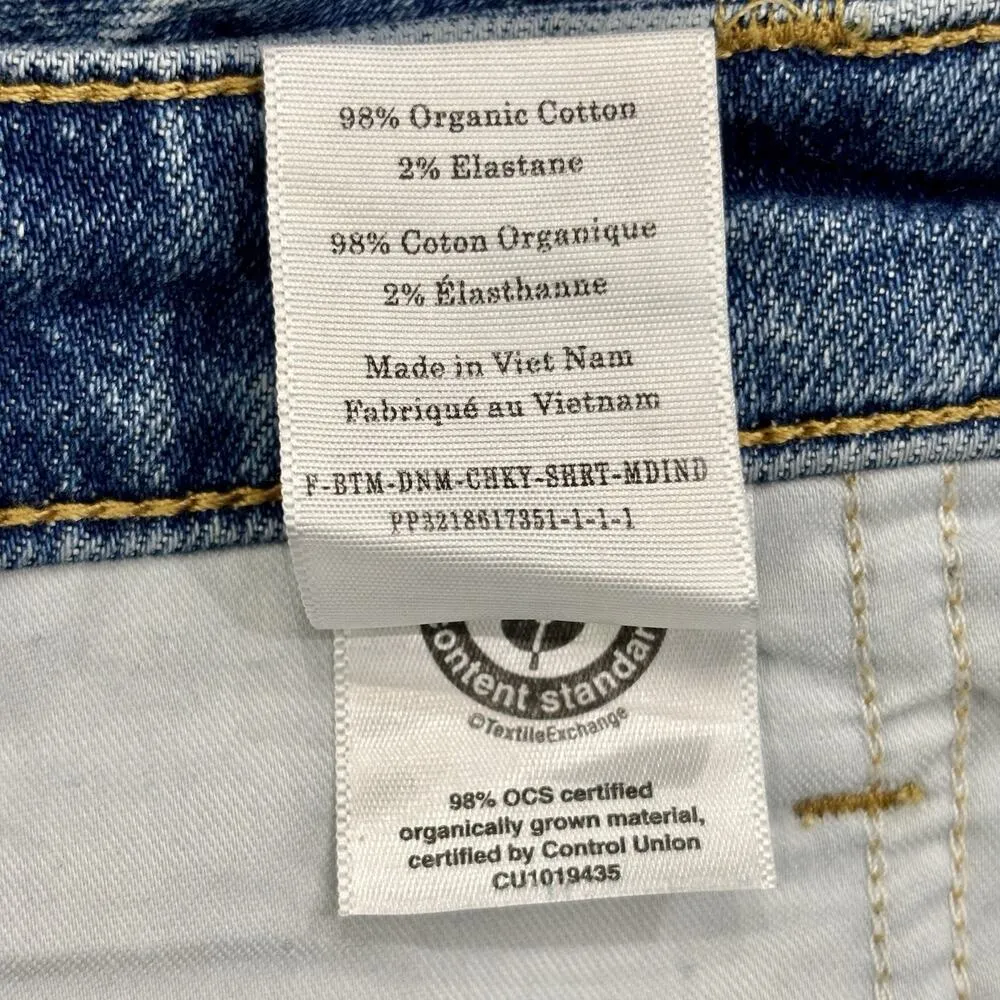 98% Organic Cotton
2% Elastane
98% Coton Organique
2% Élasthanne
Made in Viet Nam
Fabriqué au Vietnam
F-BTM-DNM-CHKY-SHRT-MDIND
PP3218617351-1-1-1
content standard
©TextileExchange
98% OCS certified
organically grown material,
certified by Control Union
CU1019435